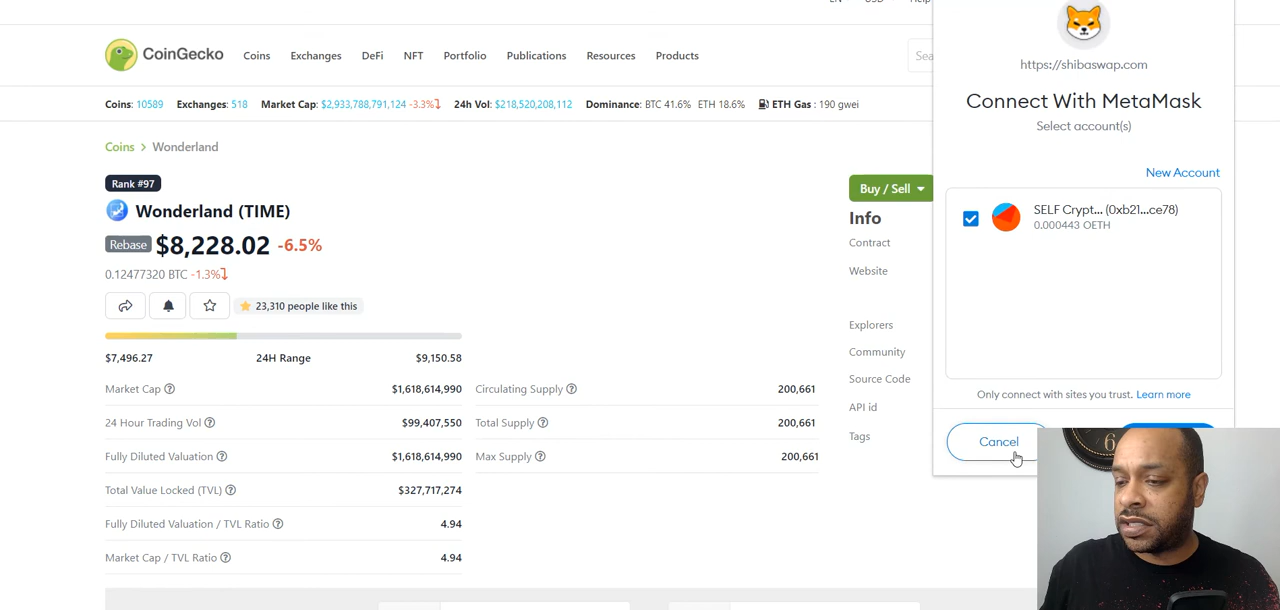 CoinGecko
Coins Exchanges DeFi NFT Portfolio Publications Resources Products
Sea
Coins: 10589 Exchanges: 518 Market Cap: $2,933,788,791,124 -3.3% 24h Vol: $218,520,208,112 Dominance: BTC 41.6% ETH 18.6% ETH Gas : 190 gwei
Coins > Wonderland
Rank #97
Wonderland (TIME)
Rebase $8,228.02 -6.5%
0.12477320 BTC -1.3%
23,310 people like this
$7,496.27 24H Range $9,150.58
Market Cap $1,618,614,990
24 Hour Trading Vol $99,407,550
Fully Diluted Valuation $1,618,614,990
Total Value Locked (TVL) $327,717,274
Fully Diluted Valuation / TVL Ratio 4.94
Market Cap / TVL Ratio 4.94
Circulating Supply 200,661
Total Supply 200,661
Max Supply 200,661
Buy / Sell
Info
Contract
Website
Explorers
Community
Source Code
API id
Tags
https://shibaswap.com
Connect With MetaMask
Select account(s)
New Account
SELF Crypt... (0xb21...ce78)
0.000443 OETH
Only connect with sites you trust. Learn more
Cancel